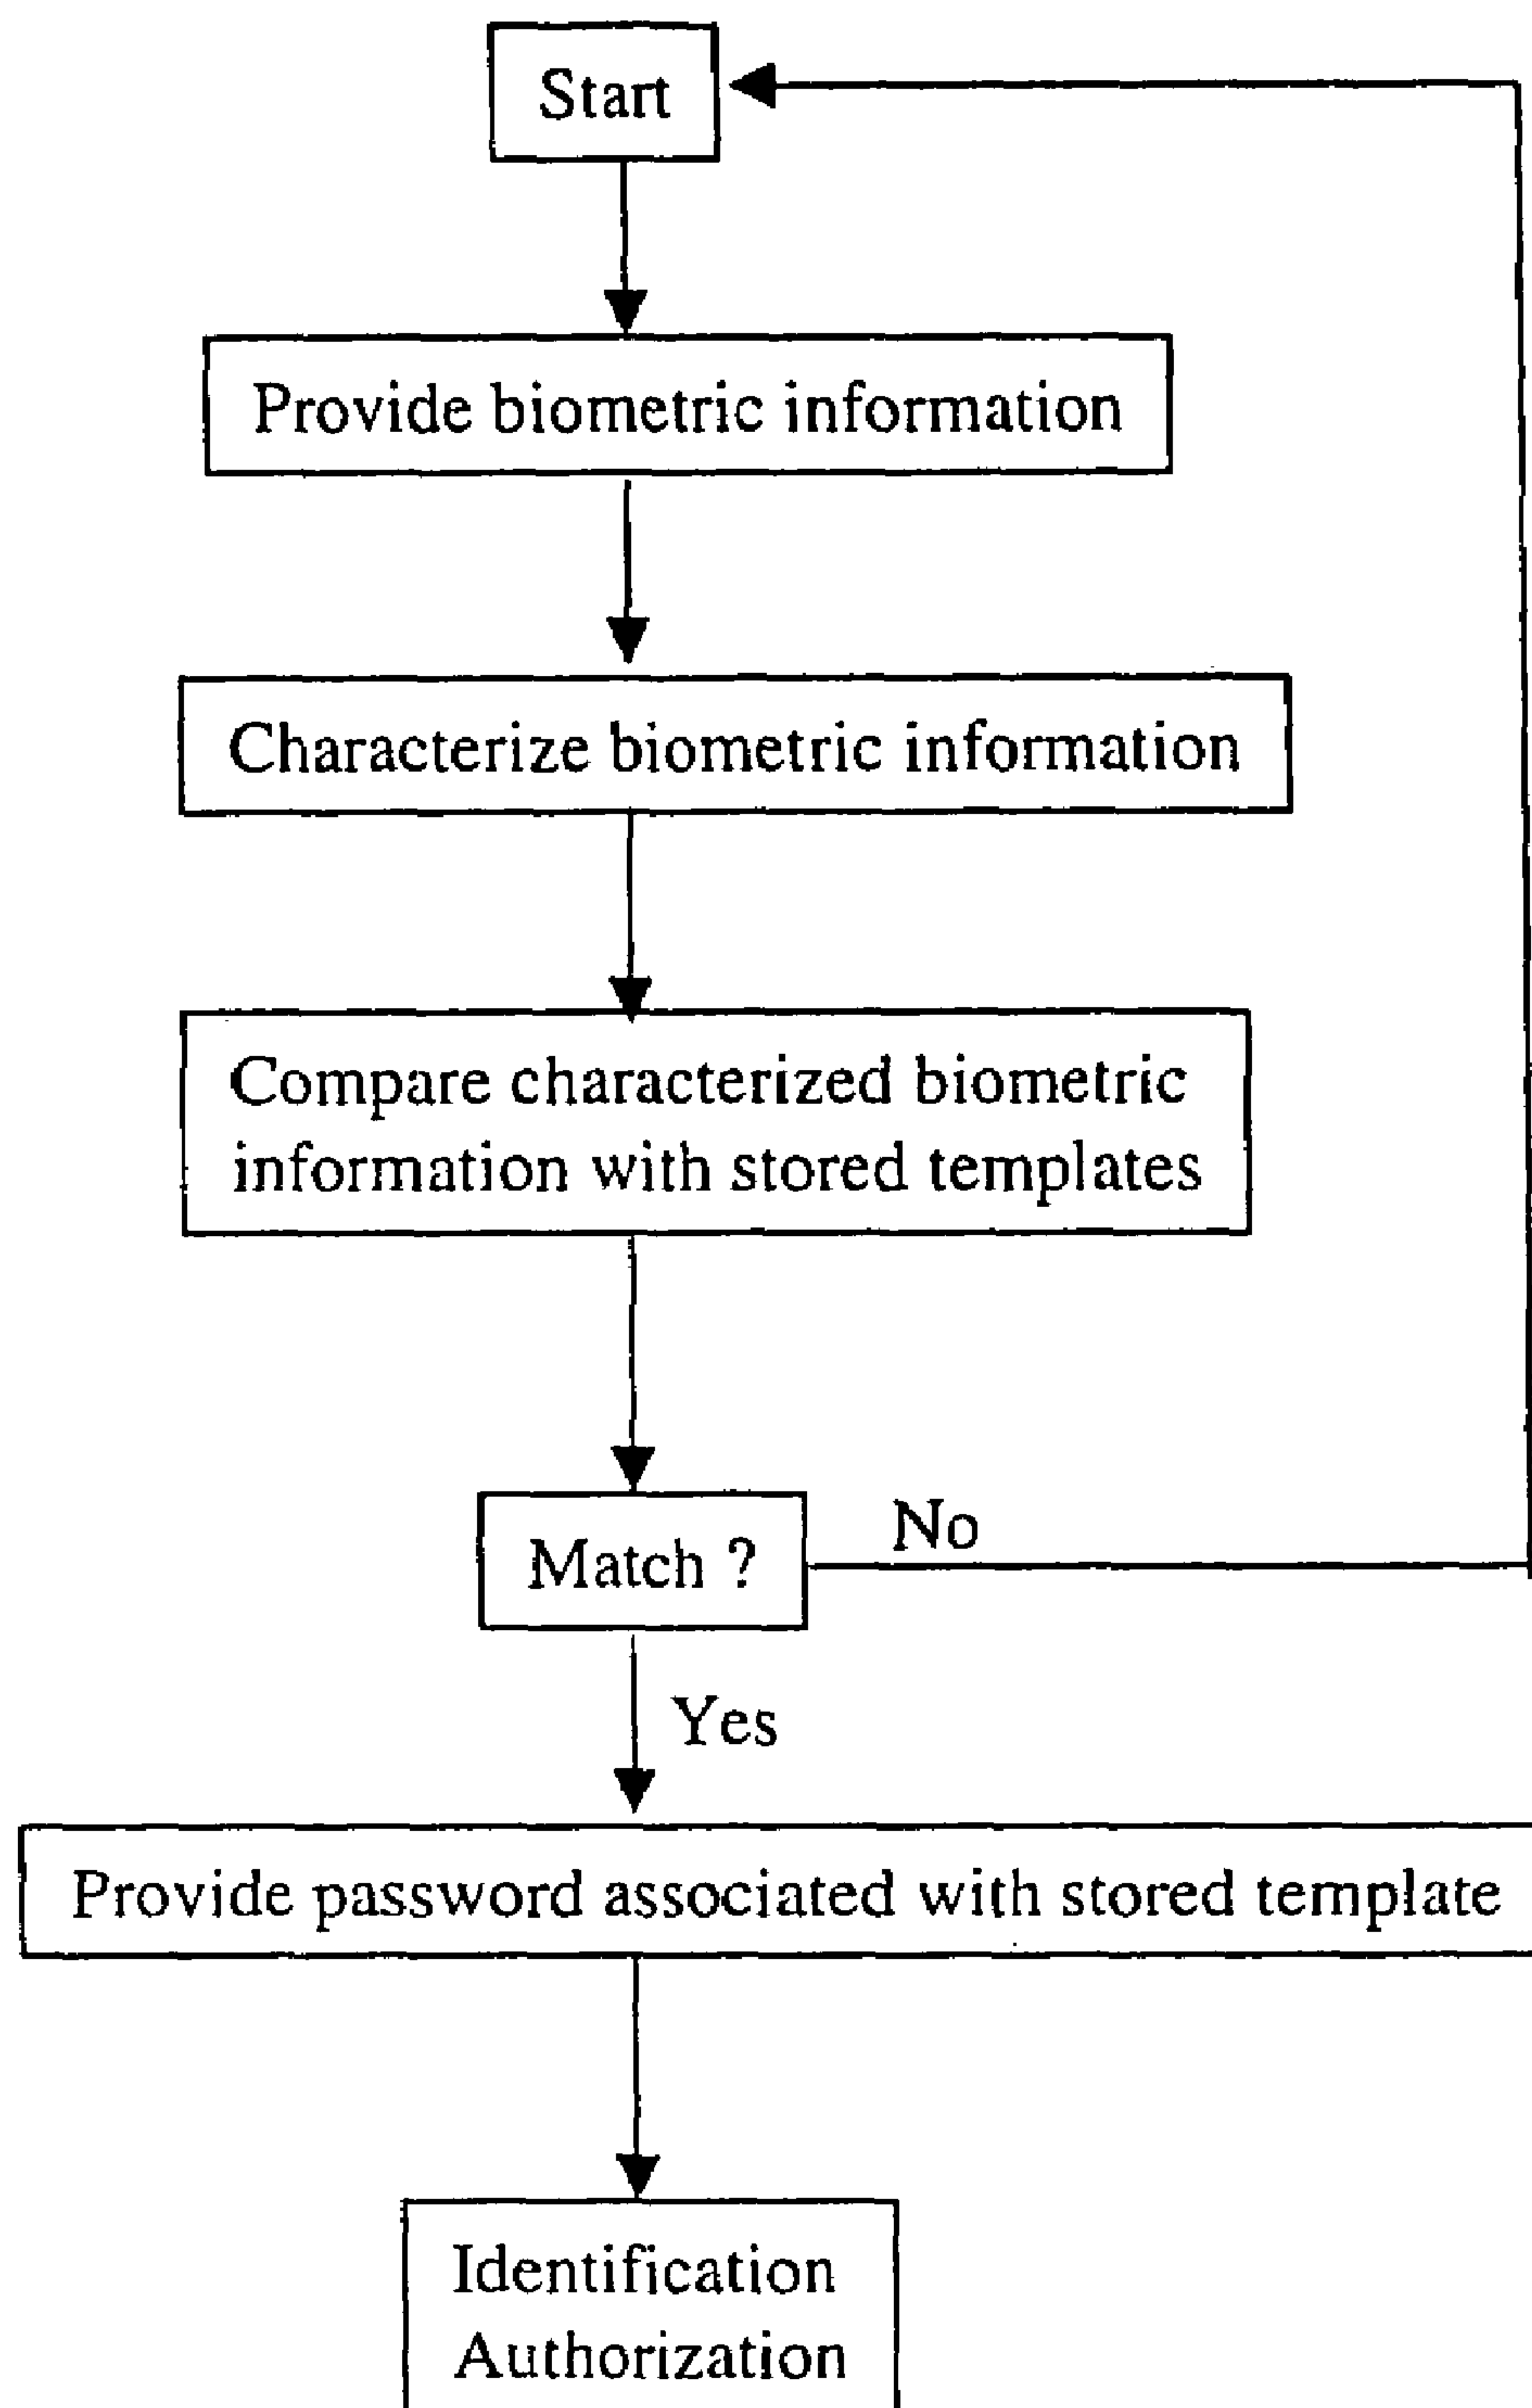 Start
Provide biometric information
Characterize biometric information
Compare characterized biometric
information with stored templates
Match ?
No
Yes
Provide password associated with stored template
Identification
Authorization